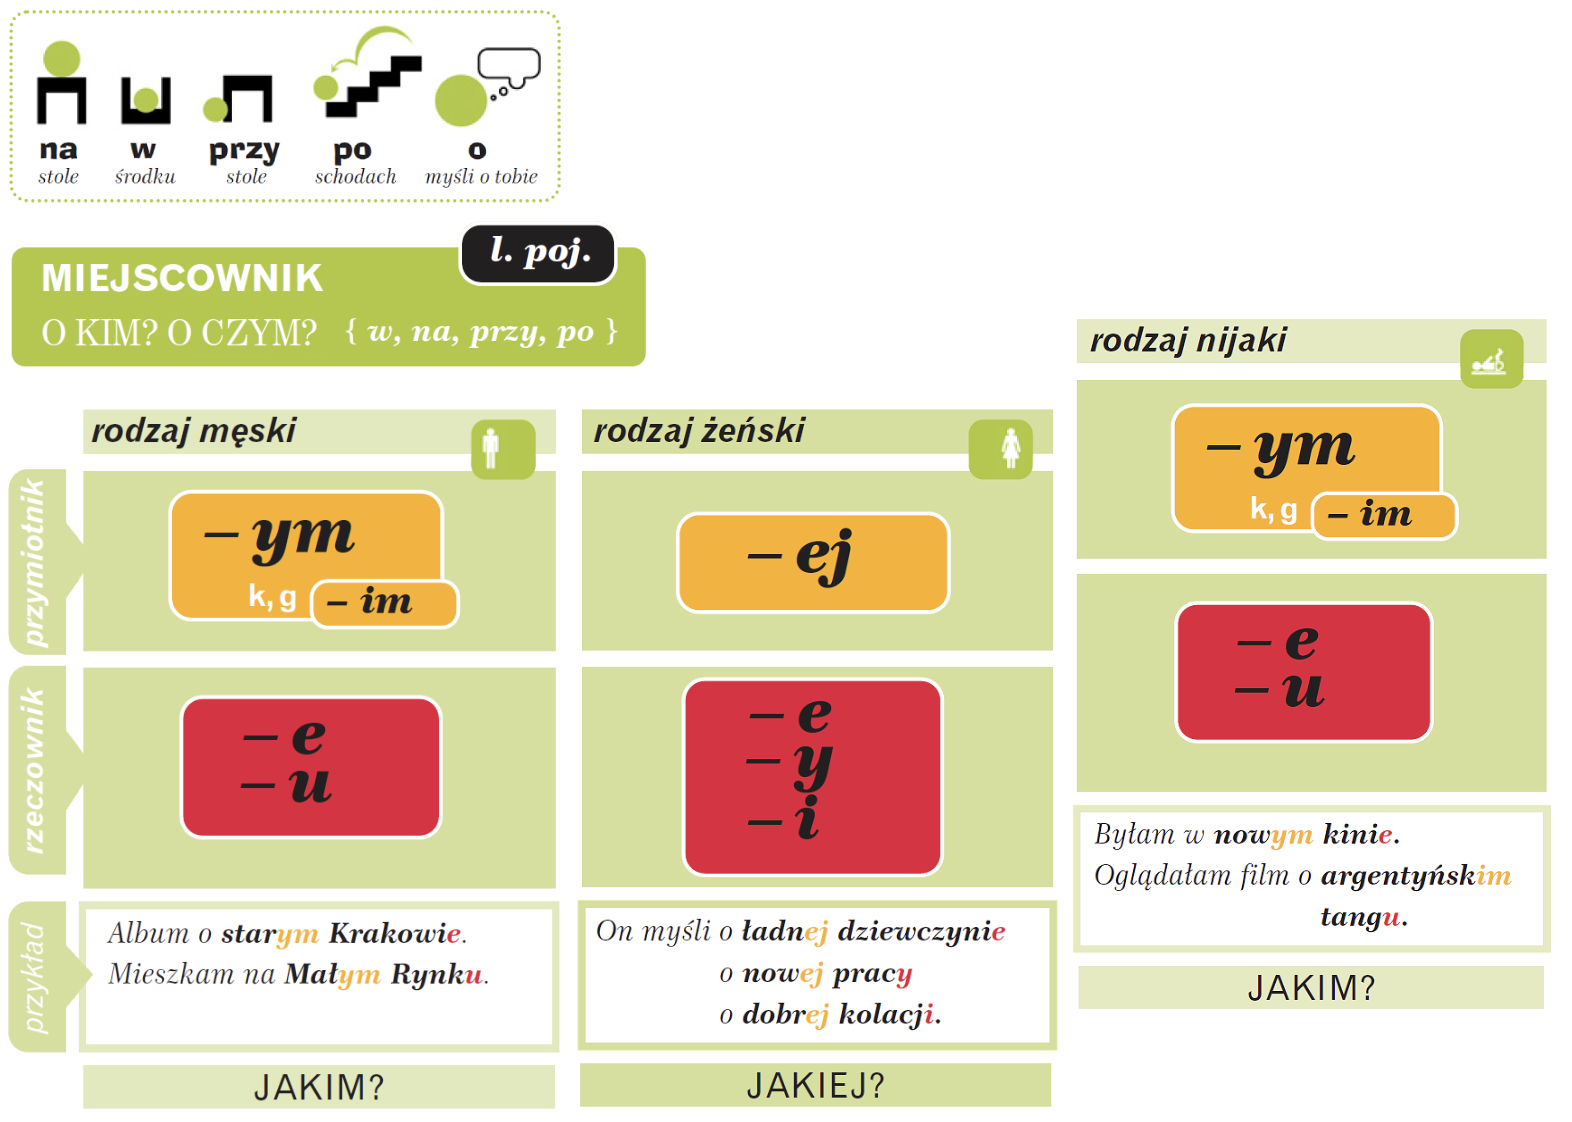 na w przy po o
stole środku stole schodach myśli o tobie
l. poj.
MIEJSCOWNIK
O KIM? O CZYM? { w, na, przy, po }
rodzaj męski
rodzaj żeński
rodzaj nijaki
przymiotnik
– ym
k, g – im
– ej
– ym
k, g – im
rzeczownik
– e
– u
– e
– y
– i
– e
– u
przykład
Album o starym Krakowie.
Mieszkam na Małym Rynku.
On myśli o ładnej dziewczynie
o nowej pracy
o dobrej kolacji.
Byłam w nowym kinie.
Oglądałam film o argentyńskim
tangu.
JAKIM?
JAKIEJ?
JAKIM?